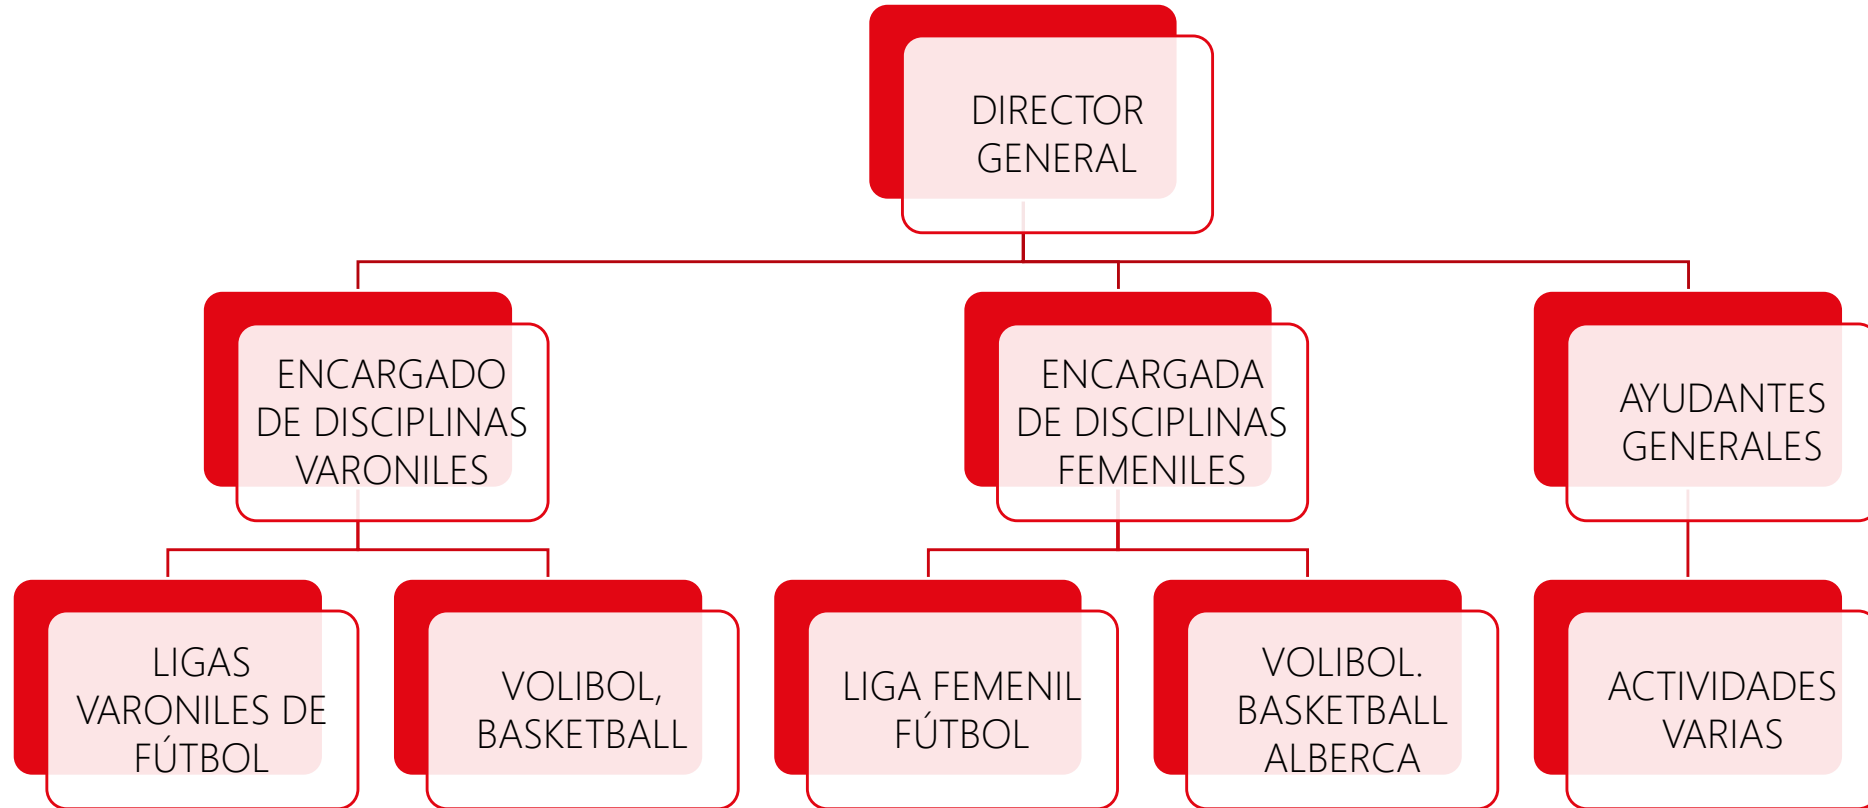 DIRECTOR
GENERAL
ENCARGADO
DE DISCIPLINAS
VARONILES
ENCARGADA
DE DISCIPLINAS
FEMENILES
AYUDANTES
GENERALES
LIGAS
VARONILES DE
FÚTBOL
VOLIBOL,
BASKETBALL
LIGA FEMENIL
FÚTBOL
VOLIBOL.
BASKETBALL
ALBERCA
ACTIVIDADES
VARIAS